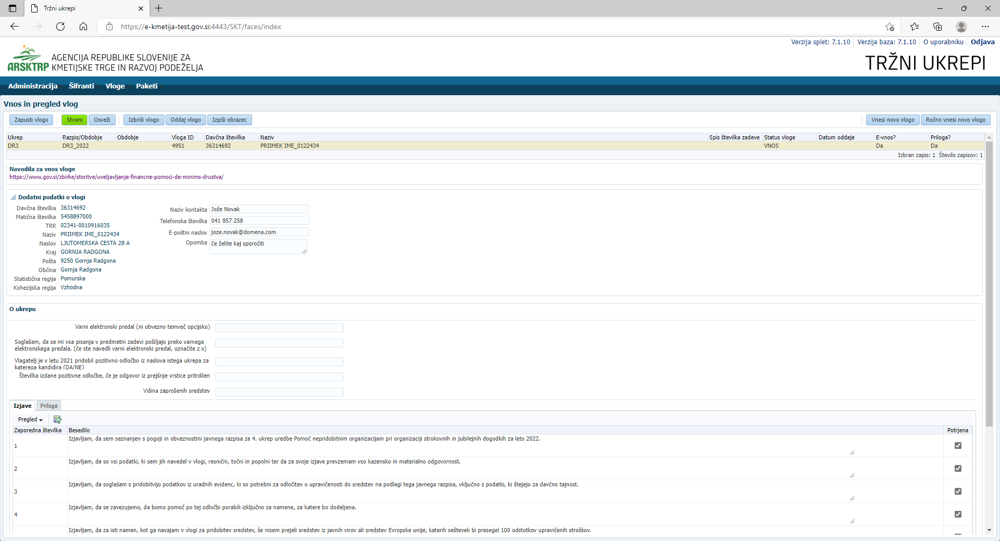 Tržni ukrepi
https://e-kmetija-test.gov.si:4443/SKT/faces/index
Verzija splet: 7.1.10 Verzija baza: 7.1.10 O uporabniku Odjava
ARSKTRP
AGENCIJA REPUBLIKE SLOVENIJE ZA
KMETIJSKE TRGE IN RAZVOJ PODEŽELJA
TRŽNI UKREPI
Administracija Šifranti Vloge Paketi
Vnos in pregled vlog
Zapusti vlogo Shrani Osveži Izbriši vlogo Oddaj vlogo Izpiši obrazec Vnesi novo vlogo Ročno vnesi novo vlogo
Ukrep Razpis/Obdobje Obdobje Vloga ID Davčna številka Naziv Spis številka zadeve Status vloge Datum oddaje E-vnos? Priloga?
DR3 DR3_2022 4951 36314692 PRIIMEK IME_0122434 VNOS Da Da
Izbran zapis: 1 Število zapisov: 1
Navodila za vnos vloge
https://www.gov.si/zbirke/storitve/uveljavljanje-financne-pomoci-de-minims-drustva/
Dodatni podatki o vlogi
Davčna številka 36314692
Matična številka 5458897000
TRR 02341-0010916035
Naziv PRIIMEK IME_0122434
Naslov LJUTOMERSKA CESTA 28 A
Kraj GORNJA RADGONA
Pošta 9250 Gornja Radgona
Občina Gornja Radgona
Statistična regija Pomurska
Kohezijska regija Vzhodna
Naziv kontakta Jože Novak
Telefonska številka 041 857 258
E-poštni naslov joze.novak@domena.com
Opomba če želite kaj sporočiti
O ukrepu
Varni elektronski predal (ni obvezno temveč opcijsko)
Soglašam, da se mi vsa pisanja v predmetni zadevi pošiljajo preko varnega
elektronskega predala. (če ste navedli varni elektronski predal, označite z x)
Vlagatelj je v letu 2021 pridobil pozitivno odločbo iz naslova istega ukrepa za
katerega kandidira (DA/NE)
Številka izdane pozitivne odločbe, če je odgovor iz prejšnje vrstice pritrdilen
Višina zaprošenih sredstev
Izjave Priloge
Pregled
Zaporedna številka Besedilo Potrjena
1 Izjavljam, da sem seznanjen s pogoji in obveznostmi javnega razpisa za 4. ukrep uredbe Pomoč nepridobitnim organizacijam pri organizaciji strokovnih in jubilejnih dogodkih za leto 2022.
2 Izjavljam, da so vsi podatki, ki sem jih navedel v vlogi, resnični, točni in popolni ter da za svoje izjave prevzemam vso kazensko in materialno odgovornost.
3 Izjavljam, da soglašam s pridobitvijo podatkov iz uradnih evidenc, ki so potrebni za odločitev o upravičenosti do sredstev na podlagi tega javnega razpisa, vključno s podatki, ki štejejo za davčno tajnost.
4 Izjavljam, da se zavezujemo, da bomo pomoč po tej odločbi porabili izključno za namene, za katere bo dodeljena.
Izjavljam, da za isti namen, kot ga navajam v vlogi za pridobitev sredstev, še nisem prejeli sredstev iz javnih virov ali sredstev Evropske unije, katerih seštevek bi presegel 100 odstotkov upravičenih stroškov.